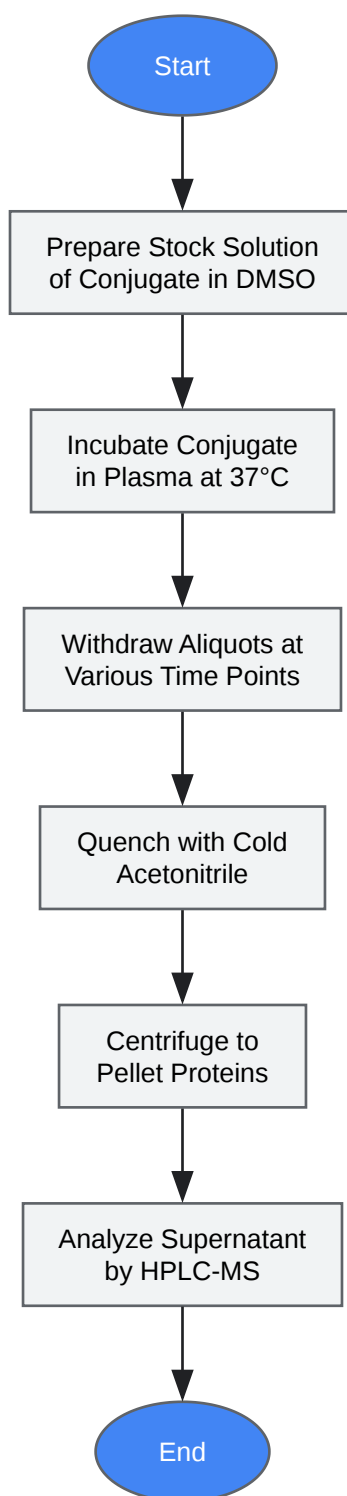 Start
Prepare Stock Solution
of Conjugate in DMSO
Incubate Conjugate
in Plasma at 37°C
Withdraw Aliquots at
Various Time Points
Quench with Cold
Acetonitrile
Centrifuge to
Pellet Proteins
Analyze Supernatant
by HPLC-MS
End